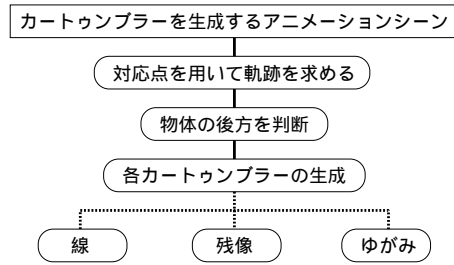 カートゥンブラーを生成するアニメーションシーン
対応点を用いて軌跡を求める
物体の後方を判断
各カートゥンブラーの生成
線
残像
ゆがみ